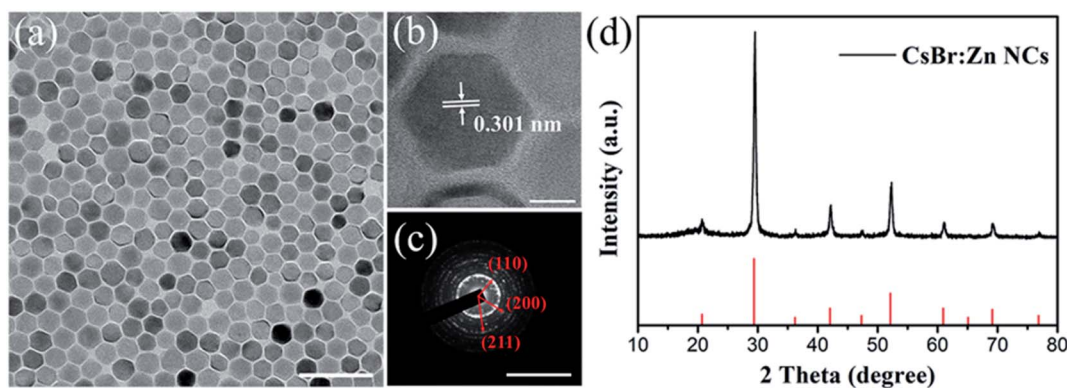 (a)
(b)
0.301 nm
(c)
(110)
(200)
(211)
(d)
CsBr:Zn NCs
Intensity (a.u.)
10 20 30 40 50 60 70 80
2 Theta (degree)